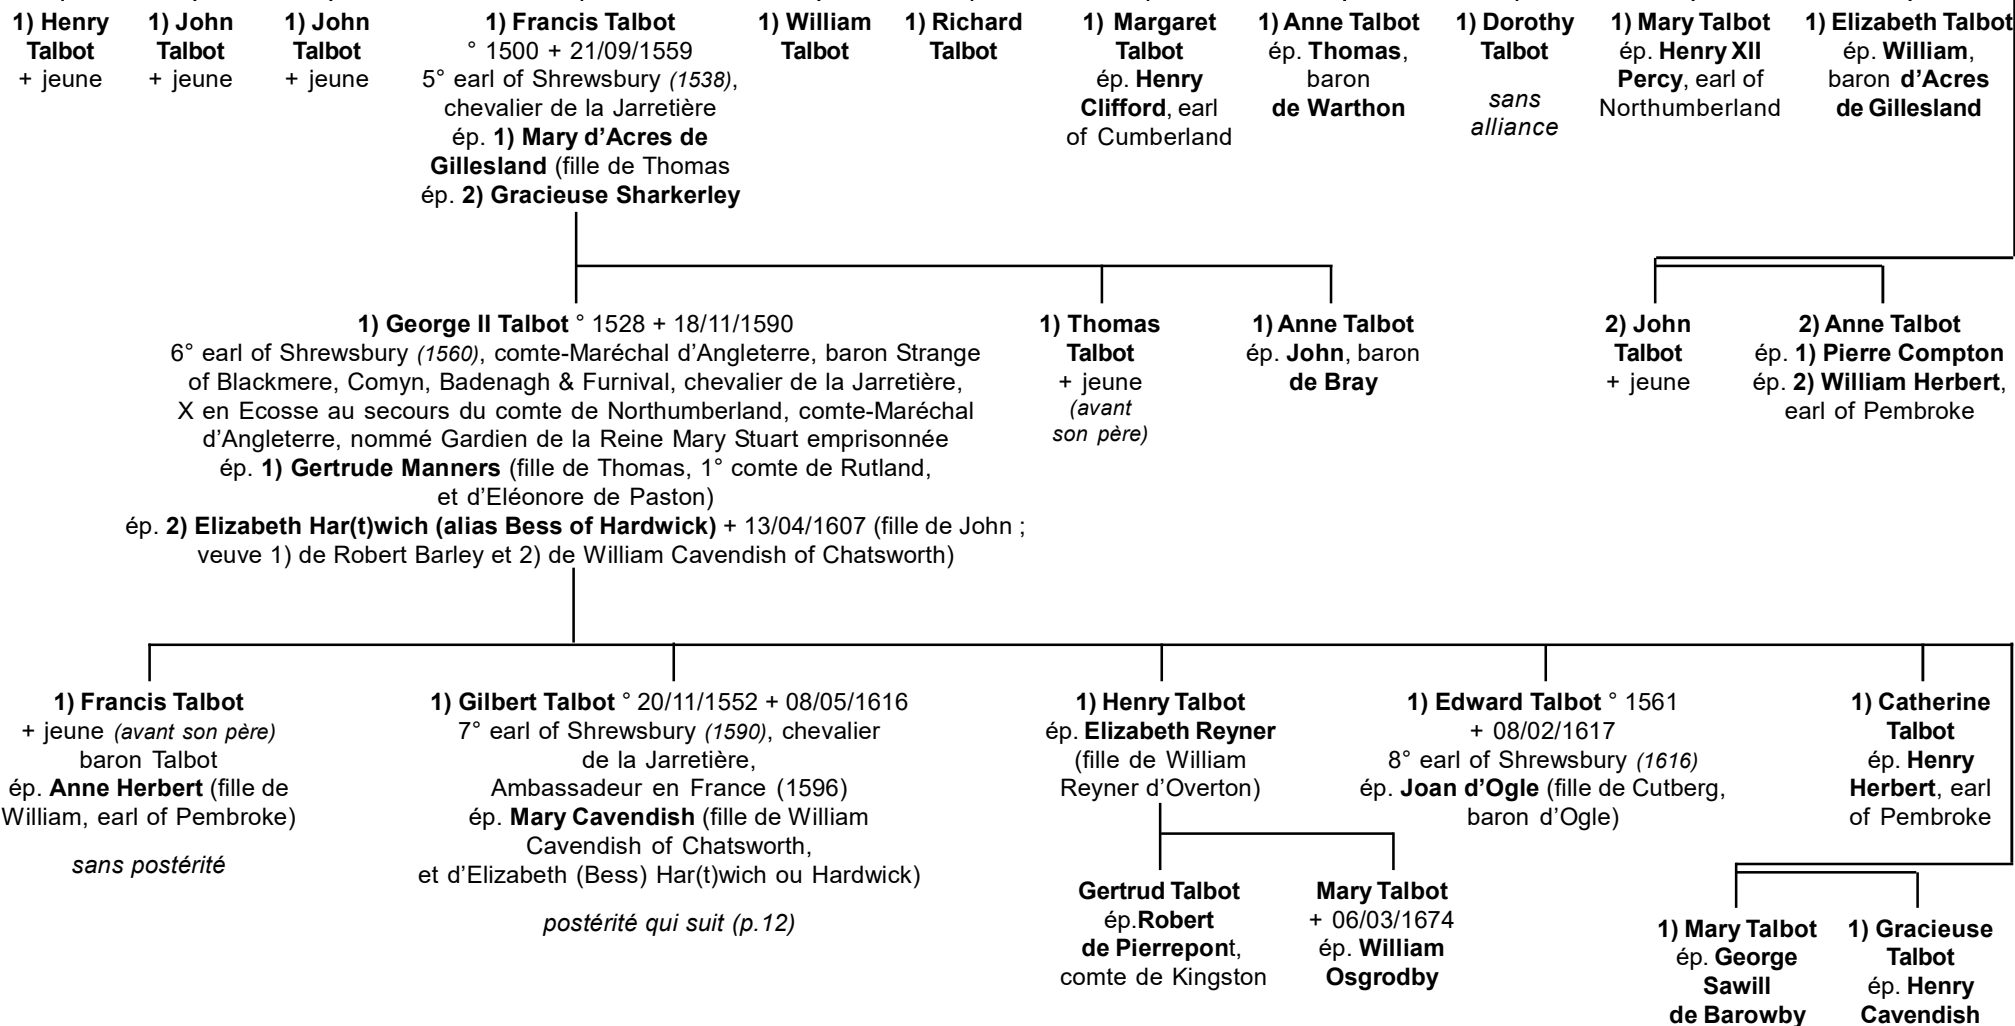 1) Henry
Talbot
+ jeune
1) John
Talbot
+ jeune
1) John
Talbot
+ jeune
1) Francis Talbot
° 1500 + 21/09/1559
5° earl of Shrewsbury (1538),
chevalier de la Jarretière
ép. 1) Mary d’Acres de
Gillesland (fille de Thomas
ép. 2) Gracieuse Sharkerley
1) William
Talbot
1) Richard
Talbot
1) Margaret
Talbot
ép. Henry
Clifford, earl
of Cumberland
1) Anne Talbot
ép. Thomas,
baron
de Warthon
1) Dorothy
Talbot
sans
alliance
1) Mary Talbot
ép. Henry XII
Percy, earl of
Northumberland
1) Elizabeth Talbot
ép. William,
baron d’Acres
de Gillesland
1) George II Talbot ° 1528 + 18/11/1590
6° earl of Shrewsbury (1560), comte-Maréchal d’Angleterre, baron Strange
of Blackmere, Comyn, Badenagh & Furnival, chevalier de la Jarretière,
X en Ecosse au secours du comte de Northumberland, comte-Maréchal
d’Angleterre, nommé Gardien de la Reine Mary Stuart emprisonnée
ép. 1) Gertrude Manners (fille de Thomas, 1° comte de Rutland,
et d’Eléonore de Paston)
ép. 2) Elizabeth Har(t)wich (alias Bess of Hardwick) + 13/04/1607 (fille de John ;
veuve 1) de Robert Barley et 2) de William Cavendish of Chatsworth)
1) Thomas
Talbot
+ jeune
(avant
son père)
1) Anne Talbot
ép. John, baron
de Bray
2) John
Talbot
+ jeune
2) Anne Talbot
ép. 1) Pierre Compton
ép. 2) William Herbert,
earl of Pembroke
1) Francis Talbot
+ jeune (avant son père)
baron Talbot
ép. Anne Herbert (fille de
William, earl of Pembroke)
sans postérité
1) Gilbert Talbot ° 20/11/1552 + 08/05/1616
7° earl of Shrewsbury (1590), chevalier
de la Jarretière,
Ambassadeur en France (1596)
ép. Mary Cavendish (fille de William
Cavendish of Chatsworth,
et d’Elizabeth (Bess) Har(t)wich ou Hardwick)
postérité qui suit (p.12)
1) Henry Talbot
ép. Elizabeth Reyner
(fille de William
Reyner d’Overton)
1) Edward Talbot ° 1561
+ 08/02/1617
8° earl of Shrewsbury (1616)
ép. Joan d’Ogle (fille de Cutberg,
baron d’Ogle)
1) Catherine
Talbot
ép. Henry
Herbert, earl
of Pembroke
Gertrud Talbot
ép.Robert
de Pierrepont,
comte de Kingston
Mary Talbot
+ 06/03/1674
ép. William
Osgrodby
1) Mary Talbot
ép. George
Sawill
de Barowby
1) Gracieuse
Talbot
ép. Henry
Cavendish